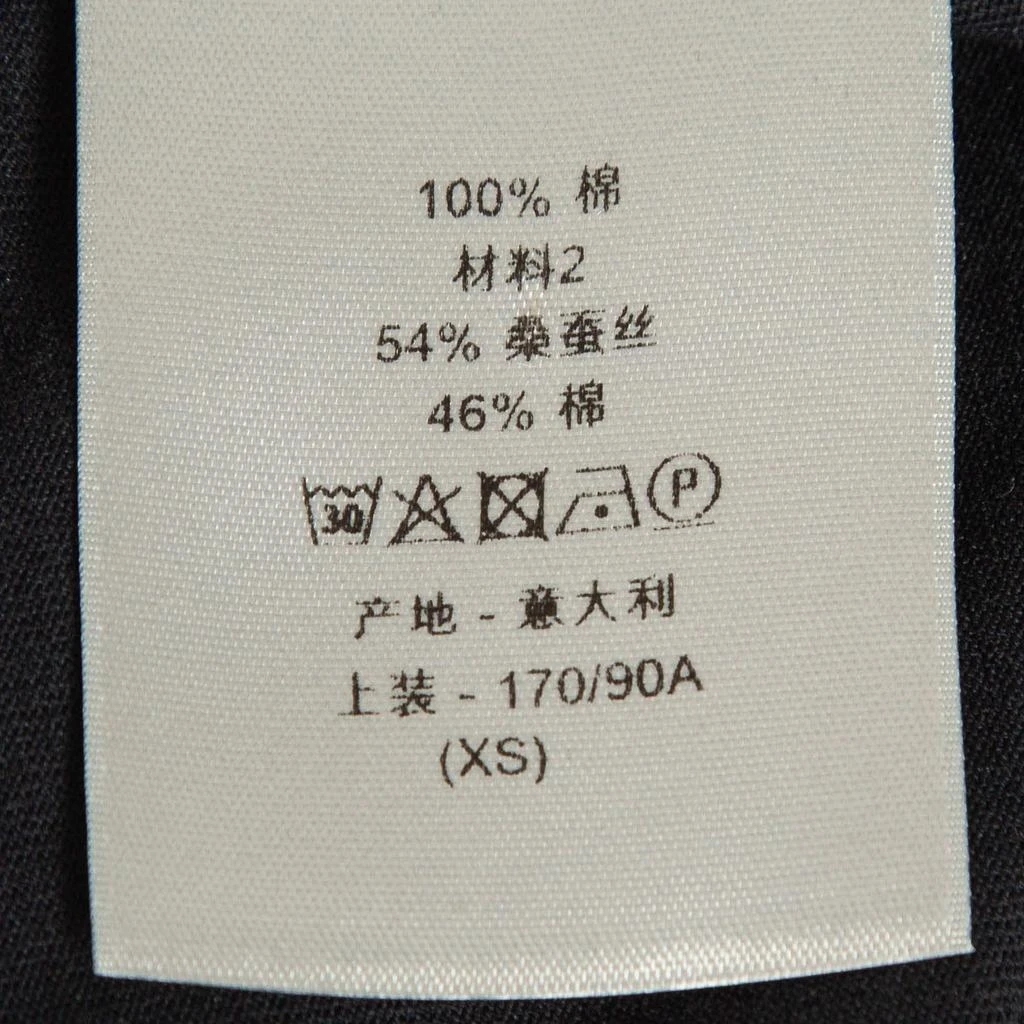 100% 棉
材料2
54% 桑蚕丝
46% 棉
30 P
产地 - 意大利
上装 - 170/90A
(XS)